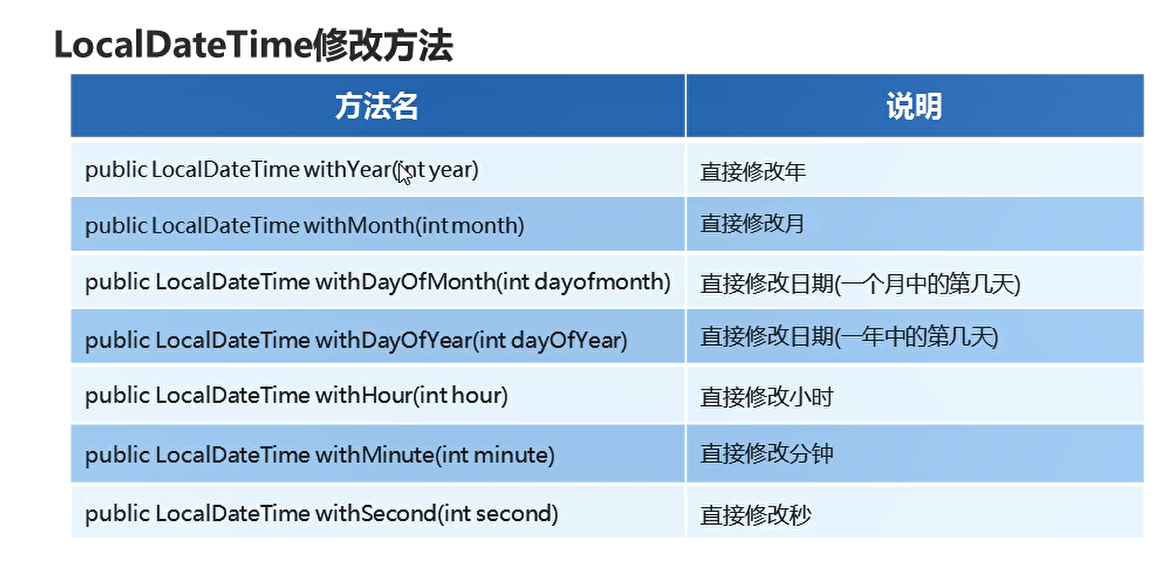 LocalDateTime修改方法
方法名 说明
public LocalDateTime withYear(int year) 直接修改年
public LocalDateTime withMonth(int month) 直接修改月
public LocalDateTime withDayOfMonth(int dayofmonth) 直接修改日期(一个月中的第几天)
public LocalDateTime withDayOfYear(int dayOfYear) 直接修改日期(一年中的第几天)
public LocalDateTime withHour(int hour) 直接修改小时
public LocalDateTime withMinute(int minute) 直接修改分钟
public LocalDateTime withSecond(int second) 直接修改秒